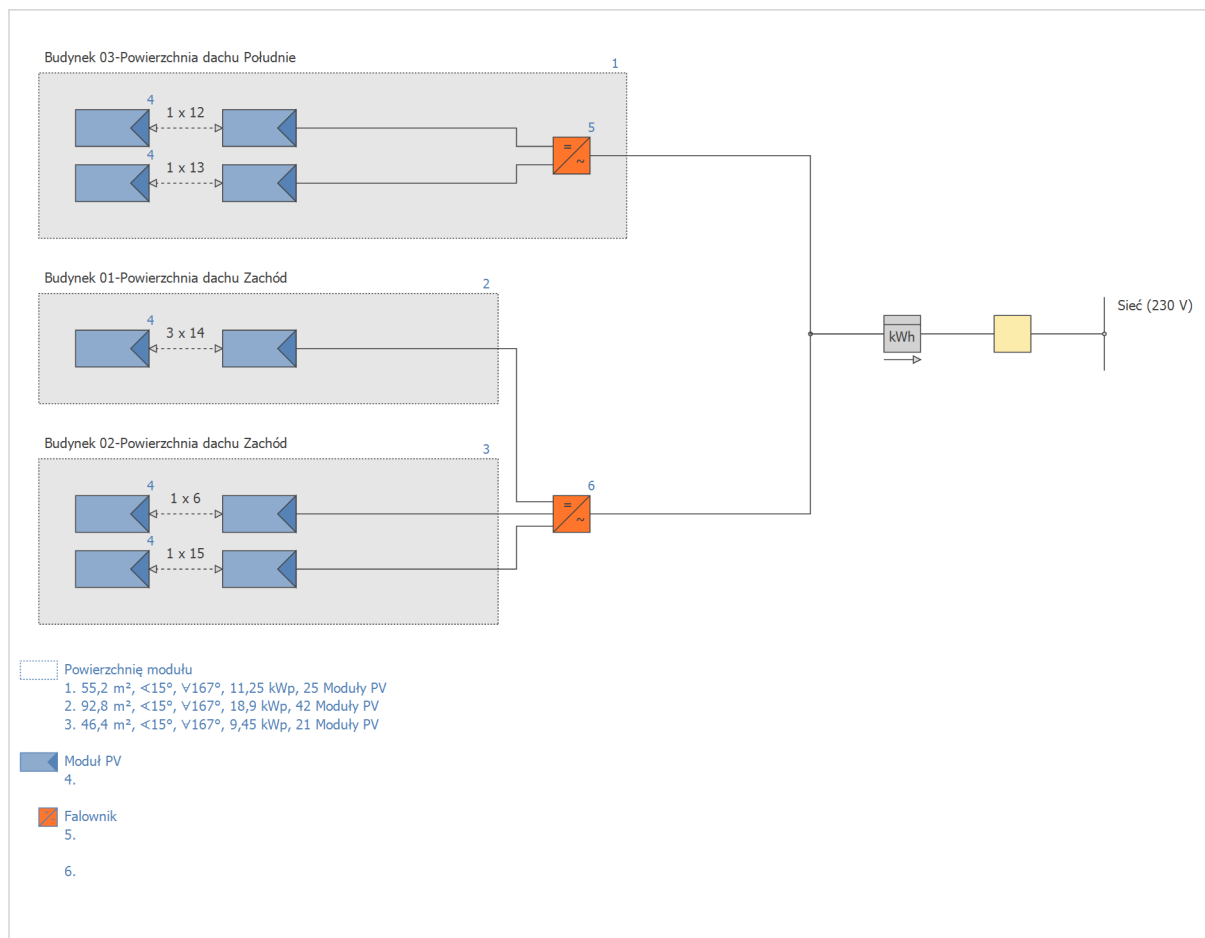 Budynek 03-Powierzchnia dachu Południe
1
4
1 x 12
5
=
~
4
1 x 13
Budynek 01-Powierzchnia dachu Zachód
2
4
3 x 14
Sieć (230 V)
kWh
Budynek 02-Powierzchnia dachu Zachód
3
4
1 x 6
6
=
~
4
1 x 15
Powierzchnię modułu
1. 55,2 m², ∢15°, ∀167°, 11,25 kWp, 25 Moduły PV
2. 92,8 m², ∢15°, ∀167°, 18,9 kWp, 42 Moduły PV
3. 46,4 m², ∢15°, ∀167°, 9,45 kWp, 21 Moduły PV
Moduł PV
4.
Falownik
5.
6.